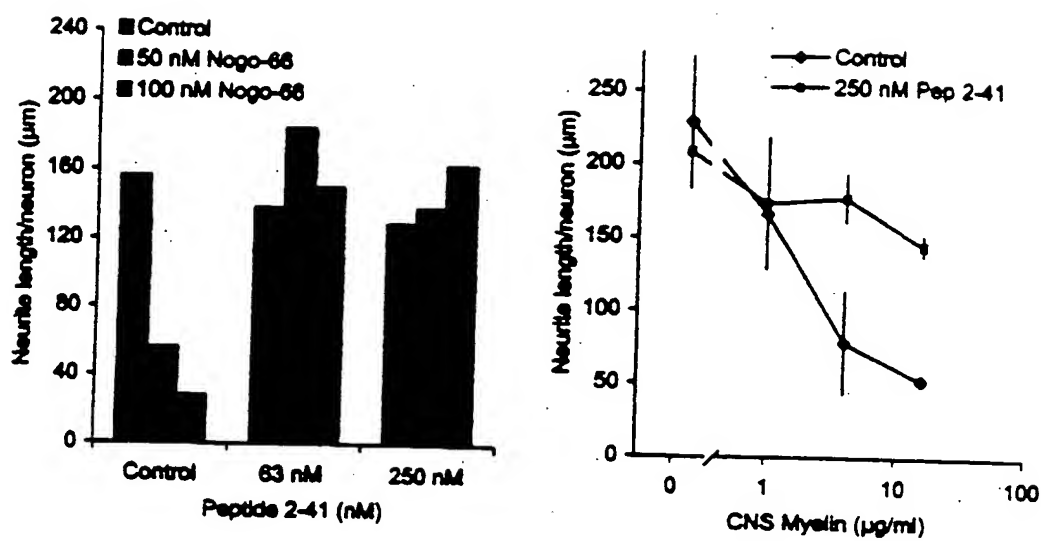 Neurite length/neuron (µm)
240
200
160
120
80
40
0
Control
50 nM Nogo-66
100 nM Nogo-66
Control
63 nM
250 nM
Peptide 2-41 (nM)
Neurite length/neuron (µm)
250
200
150
100
50
0
Control
250 nM Pep 2-41
0
1
10
100
CNS Myelin (µg/ml)